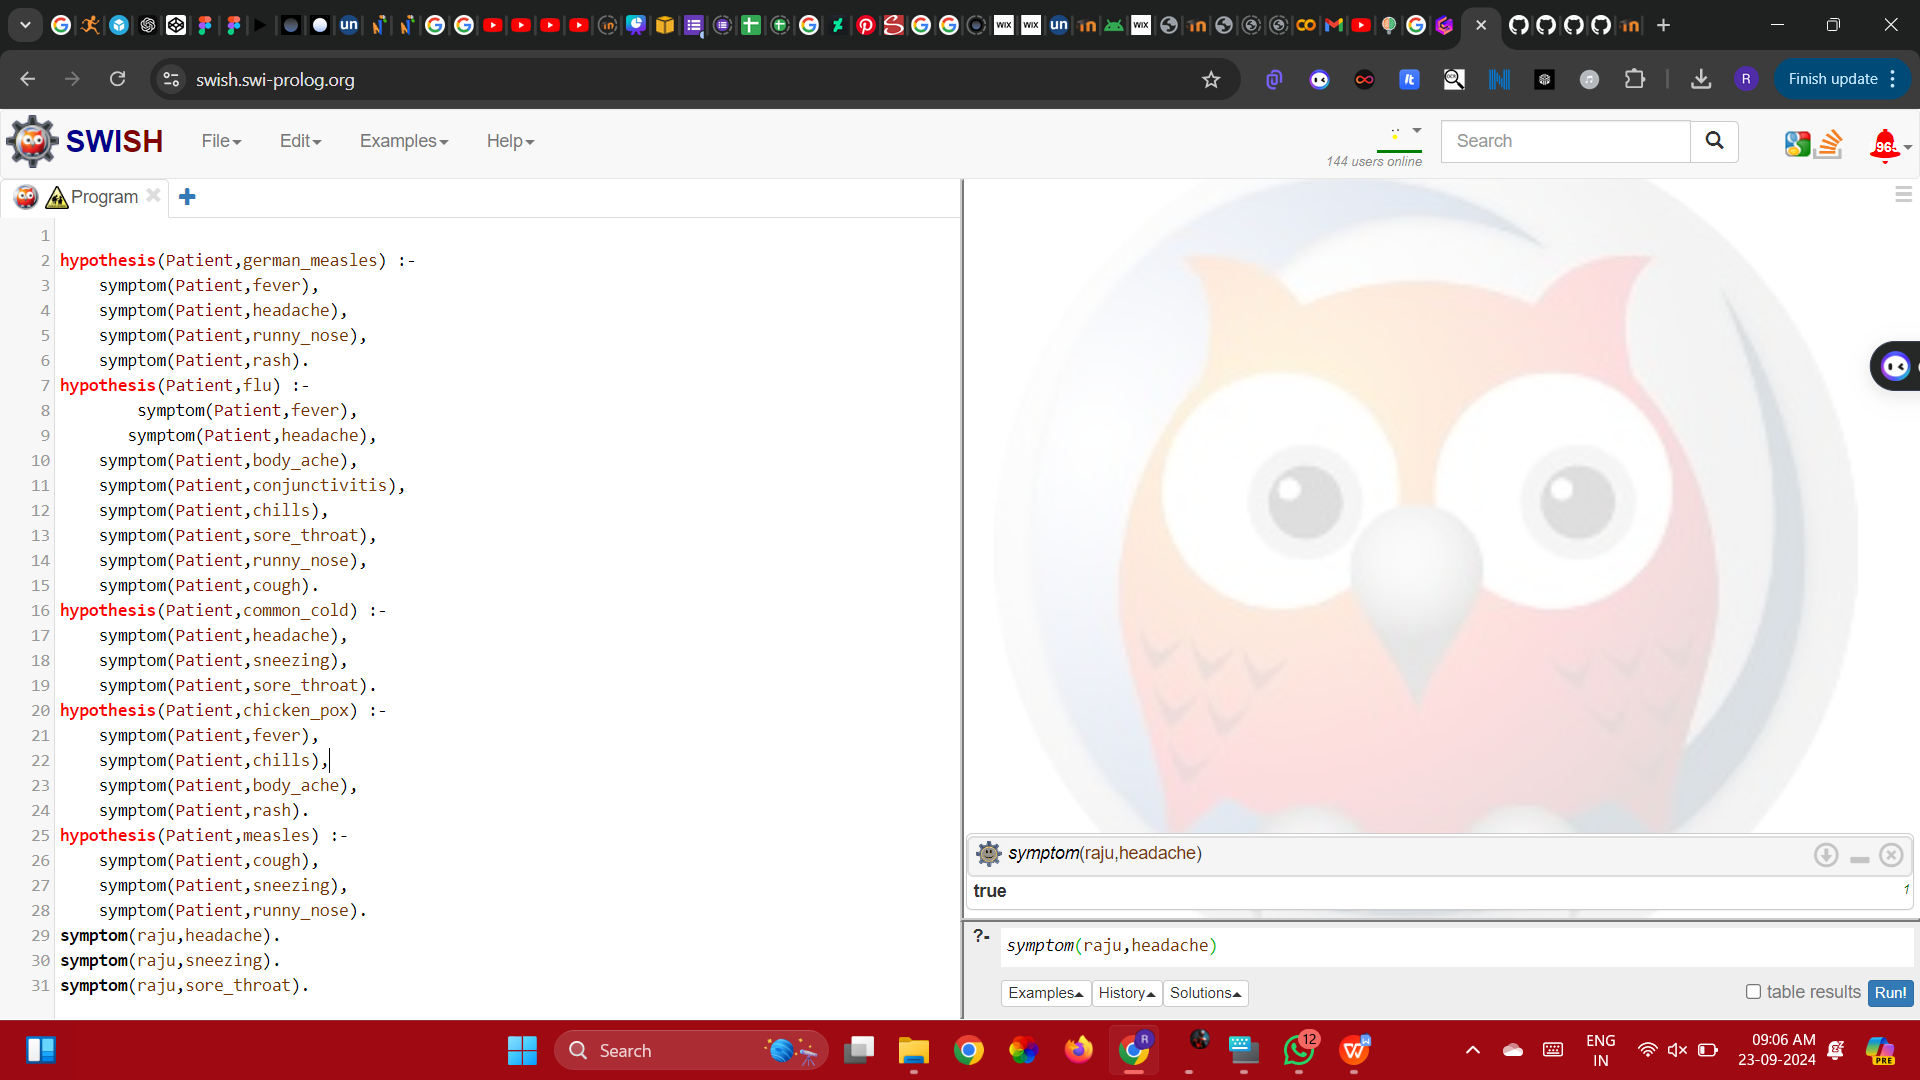 swish.swi-prolog.org
Finish update
SWISH
File
Edit
Examples
Help
144 users online
Search
Program
1
2 hypothesis(Patient,german_measles) :-
3 symptom(Patient,fever),
4 symptom(Patient,headache),
5 symptom(Patient,runny_nose),
6 symptom(Patient,rash).
7 hypothesis(Patient,flu) :-
8 symptom(Patient,fever),
9 symptom(Patient,headache),
10 symptom(Patient,body_ache),
11 symptom(Patient,conjunctivitis),
12 symptom(Patient,chills),
13 symptom(Patient,sore_throat),
14 symptom(Patient,runny_nose),
15 symptom(Patient,cough).
16 hypothesis(Patient,common_cold) :-
17 symptom(Patient,headache),
18 symptom(Patient,sneezing),
19 symptom(Patient,sore_throat).
20 hypothesis(Patient,chicken_pox) :-
21 symptom(Patient,fever),
22 symptom(Patient,chills),
23 symptom(Patient,body_ache),
24 symptom(Patient,rash).
25 hypothesis(Patient,measles) :-
26 symptom(Patient,cough),
27 symptom(Patient,sneezing),
28 symptom(Patient,runny_nose).
29 symptom(raju,headache).
30 symptom(raju,sneezing).
31 symptom(raju,sore_throat).
symptom(raju,headache)
true
1
?- symptom(raju,headache)
Examples
History
Solutions
table results
Run!
Search
12
ENG
IN
09:06 AM
23-09-2024
PRE